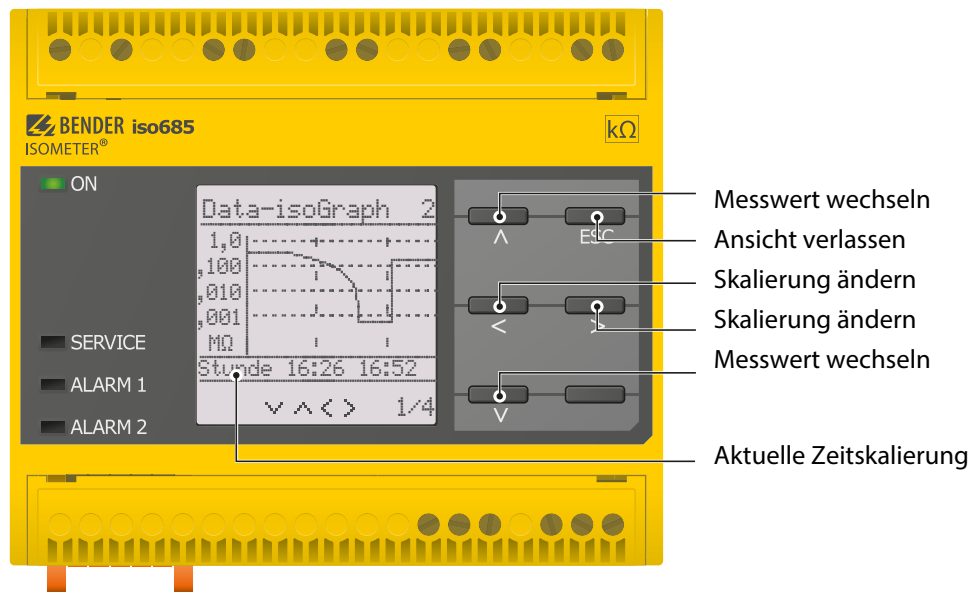 BENDER iso685
ISOMETER®
kΩ
ON
SERVICE
ALARM 1
ALARM 2
Data-isoGraph 2
1,0
,100
,010
,001
MΩ
Stunde 16:26 16:52
∨ ∧ < > 1/4
∧
ESC
<
>
∨
Messwert wechseln
Ansicht verlassen
Skalierung ändern
Skalierung ändern
Messwert wechseln
Aktuelle Zeitskalierung